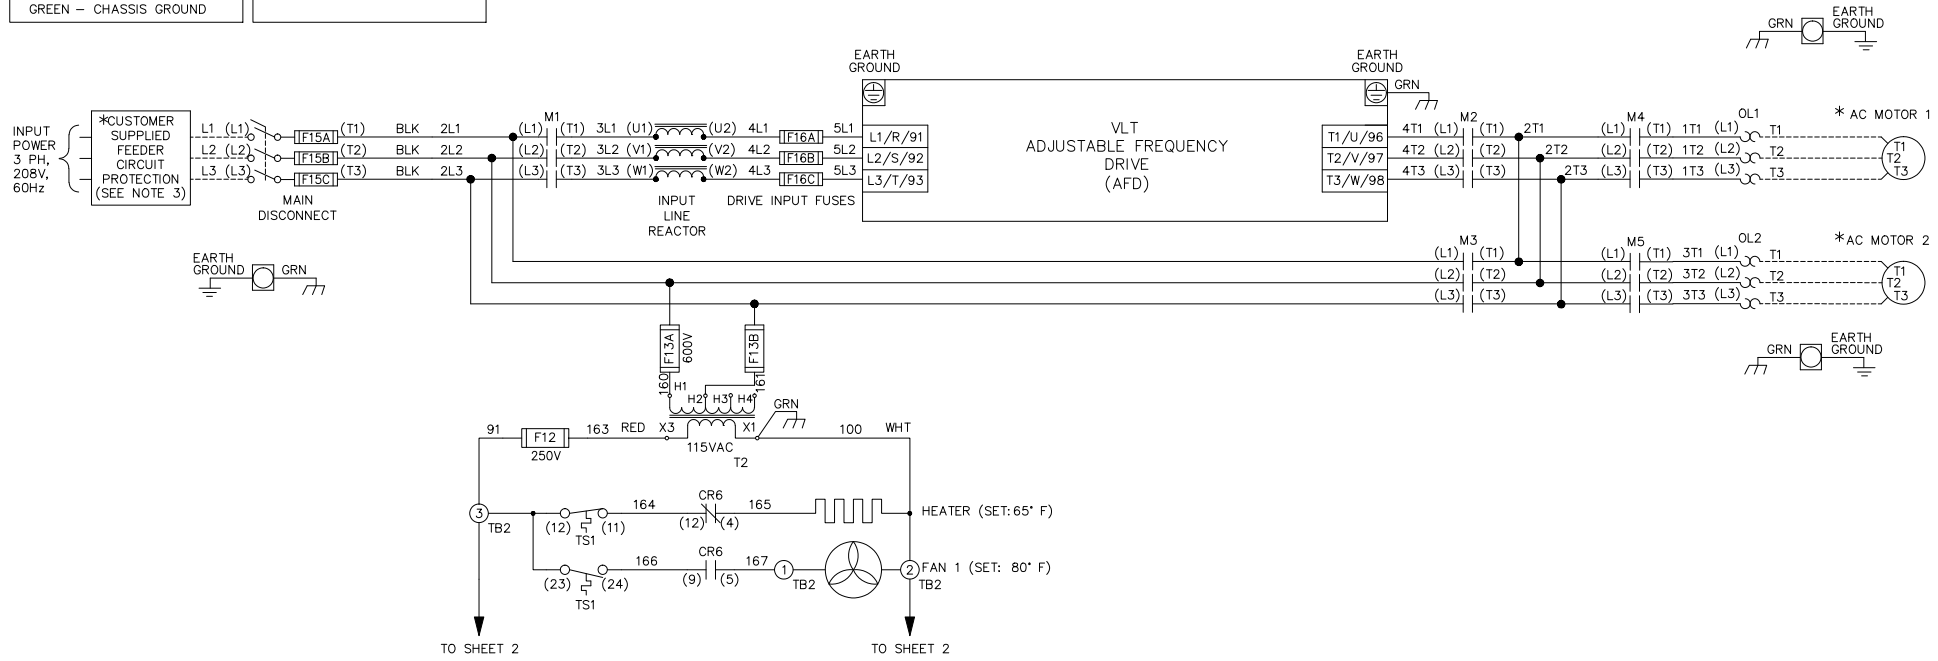 GREEN – CHASSIS GROUND
GRN
EARTH
GROUND
EARTH
GROUND
EARTH
GROUND
GRN
INPUT
POWER
3 PH,
208V,
60Hz
*CUSTOMER
SUPPLIED
FEEDER
CIRCUIT
PROTECTION
(SEE NOTE 3)
L1 (L1) F15A (T1) BLK 2L1 (L1) M1 (T1) 3L1 (U1) (U2) 4L1 F16A 5L1 L1/R/91
L2 (L2) F15B (T2) BLK 2L2 (L2) (T2) 3L2 (V1) (V2) 4L2 F16B 5L2 L2/S/92
L3 (L3) F15C (T3) BLK 2L3 (L3) (T3) 3L3 (W1) (W2) 4L3 F16C 5L3 L3/T/93
MAIN
DISCONNECT
INPUT
LINE
REACTOR
DRIVE INPUT FUSES
VLT
ADJUSTABLE FREQUENCY
DRIVE
(AFD)
T1/U/96 4T1 (L1) M2 (T1) 2T1 (L1) M4 (T1) 1T1 (L1) OL1 T1
T2/V/97 4T2 (L2) (T2) 2T2 (L2) (T2) 1T2 (L2) T2
T3/W/98 4T3 (L3) (T3) 2T3 (L3) (T3) 1T3 (L3) T3
* AC MOTOR 1
T1
T2
T3
(L1) M3 (T1) (L1) M5 (T1) 3T1 (L1) OL2 T1
(L2) (T2) (L2) (T2) 3T2 (L2) T2
(L3) (T3) (L3) (T3) 3T3 (L3) T3
*AC MOTOR 2
T1
T2
T3
EARTH
GROUND
GRN
GRN
EARTH
GROUND
F13A
600V
F13B
160
161
H1
H2
H3
H4
GRN
91
F12
250V
163 RED X3
X1
100 WHT
115VAC
T2
3
TB2
(12) (11)
TS1
164
CR6
(12) (4)
165
HEATER (SET: 65° F)
(23) (24)
TS1
166
CR6
(9) (5)
167
1
TB2
2
TB2
FAN 1 (SET: 80° F)
TO SHEET 2
TO SHEET 2